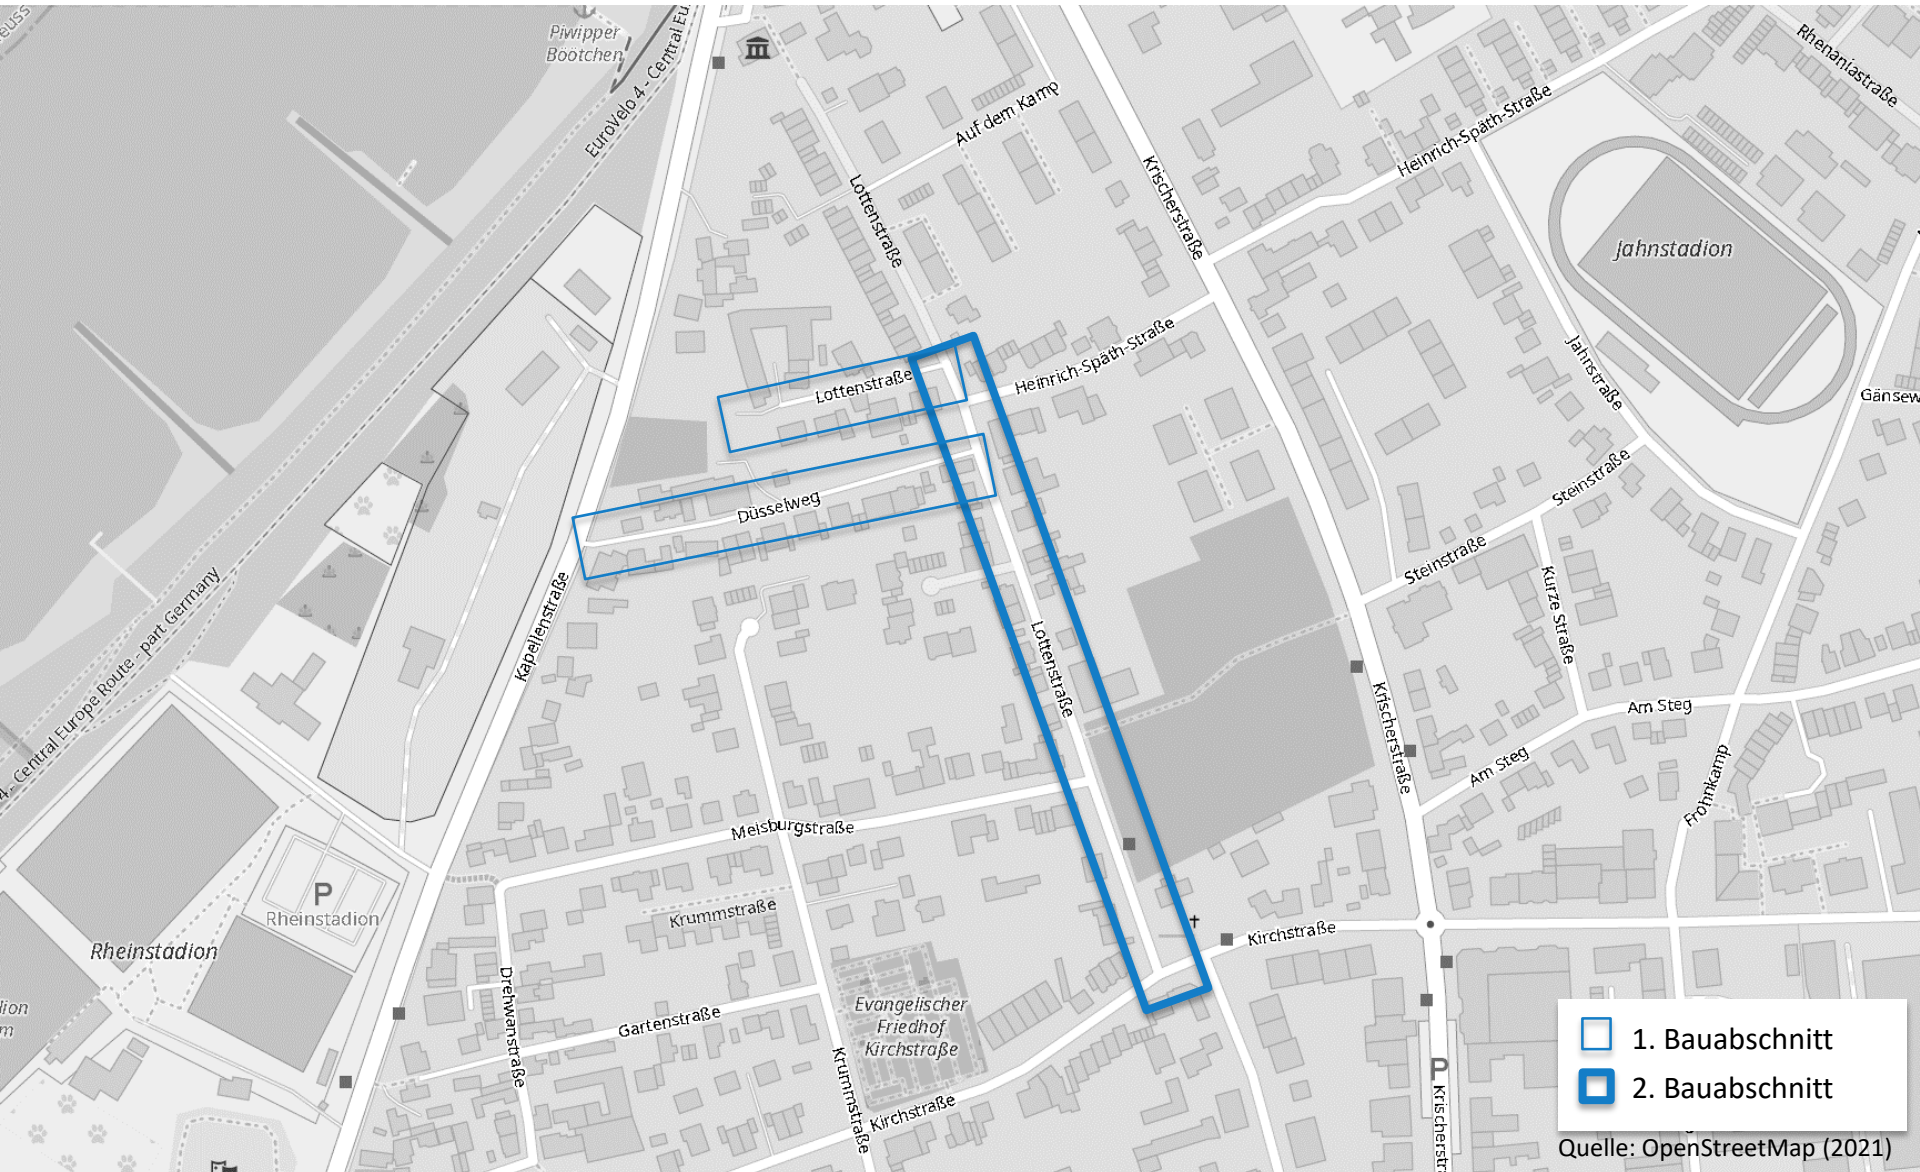 Piwipper
Böötchen
EuroVelo 4 - Central Eu
Auf dem Kamp
Rhenaniastraße
Heinrich-Späth-Straße
Krischerstraße
Lottenstraße
Jahnstadion
Heinrich-Späth-Straße
Lottenstraße
Jahnstraße
Gänsew
Düsselweg
Steinstraße
Steinstraße
Kurze Straße
Kapellenstraße
4 - Central Europe Route - part Germany
Lottenstraße
Krischerstraße
Am Steg
Am Steg
Frohnkamp
Meisburgstraße
P
Rheinstadion
Krummstraße
Rheinstadion
Kirchstraße
Drehwanstraße
Gartenstraße
Evangelischer
Friedhof
Kirchstraße
Krummstraße
Kirchstraße
P
Krischerstr
1. Bauabschnitt
2. Bauabschnitt
Quelle: OpenStreetMap (2021)